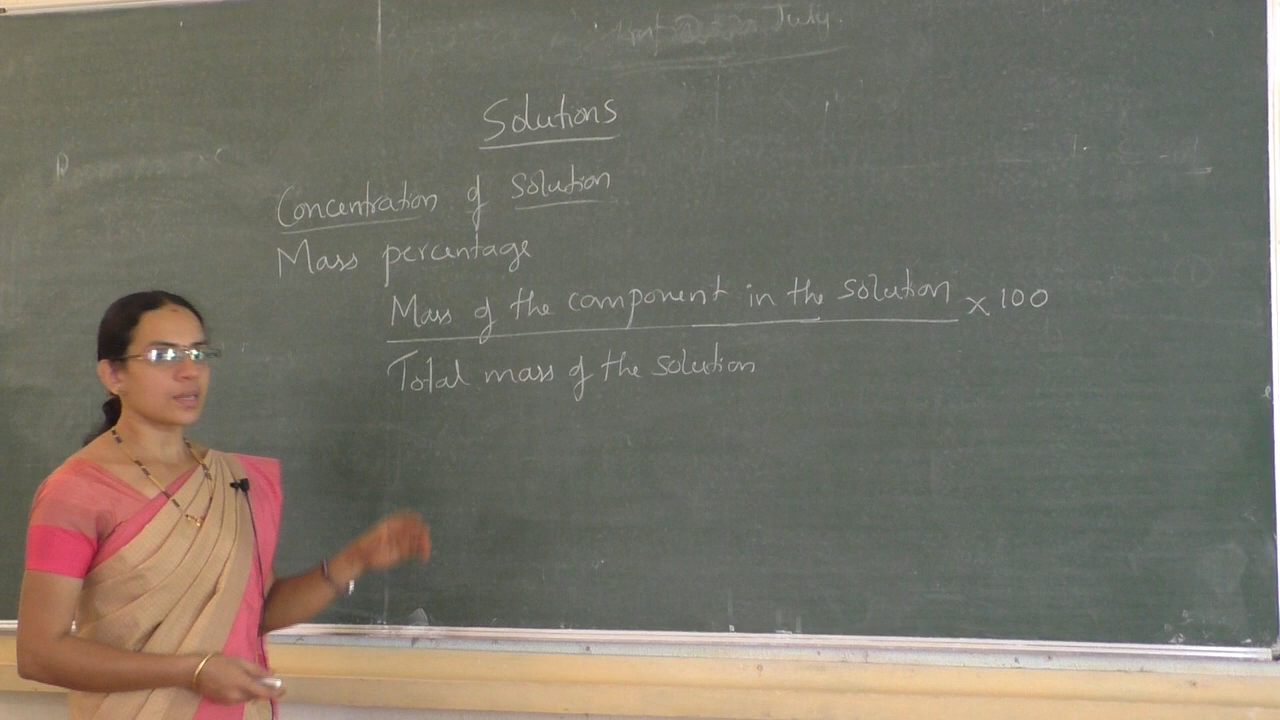 July.
Solutions
Concentration of solution
Mass percentage
Mass of the component in the solution x 100
Total mass of the solution